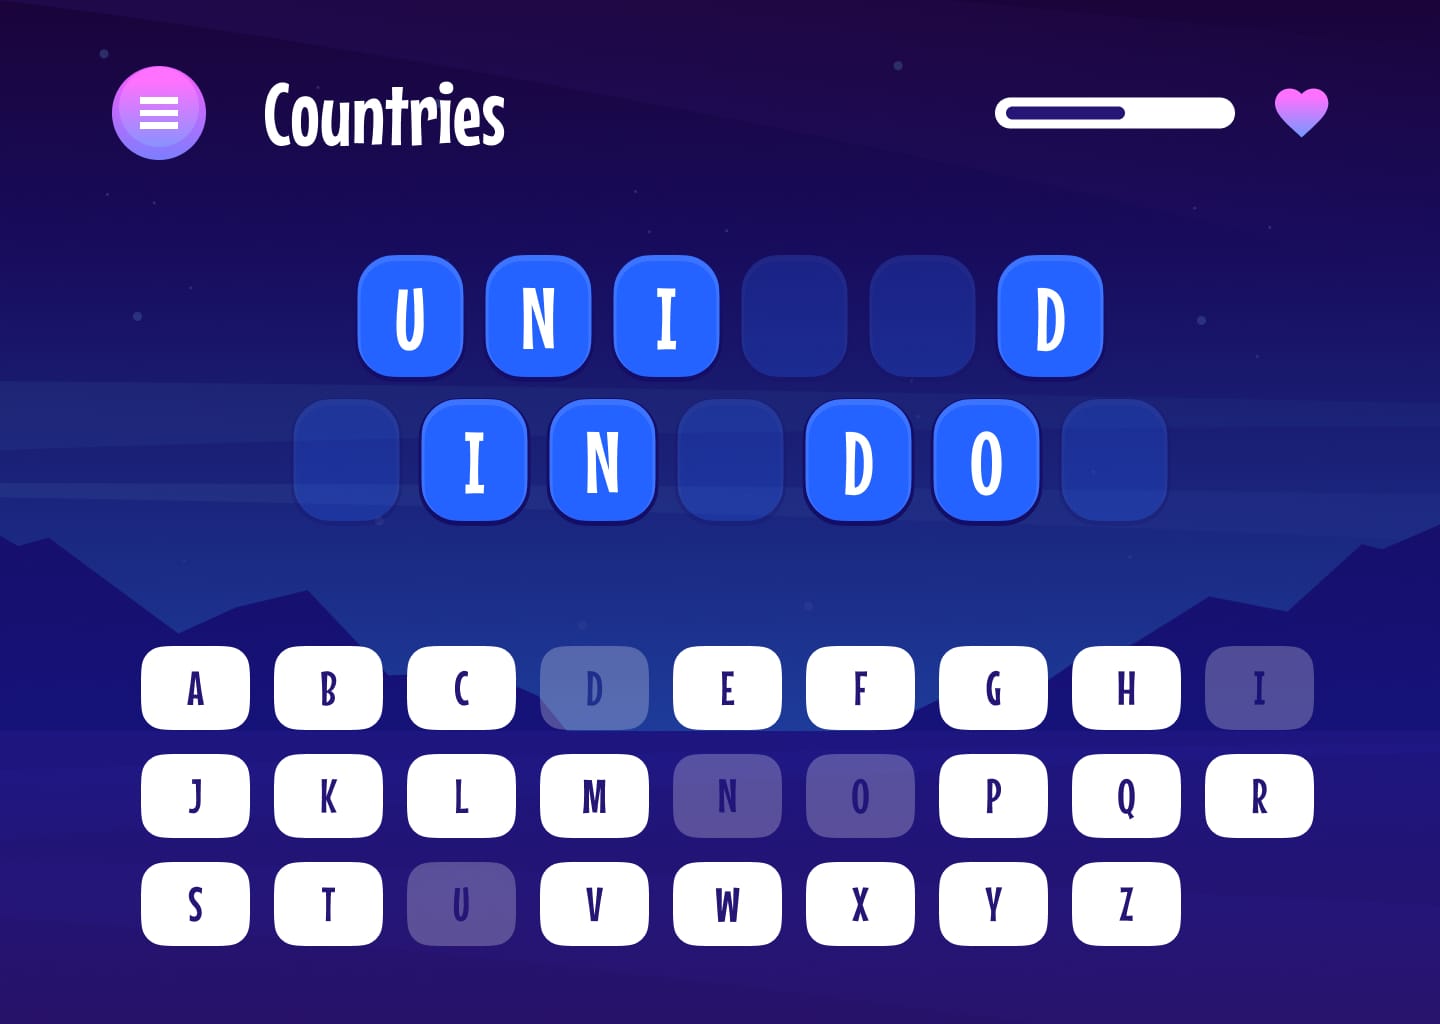 Countries
U N I D
I N D O
A B C D E F G H I
J K L M N O P Q R
S T U V W X Y Z